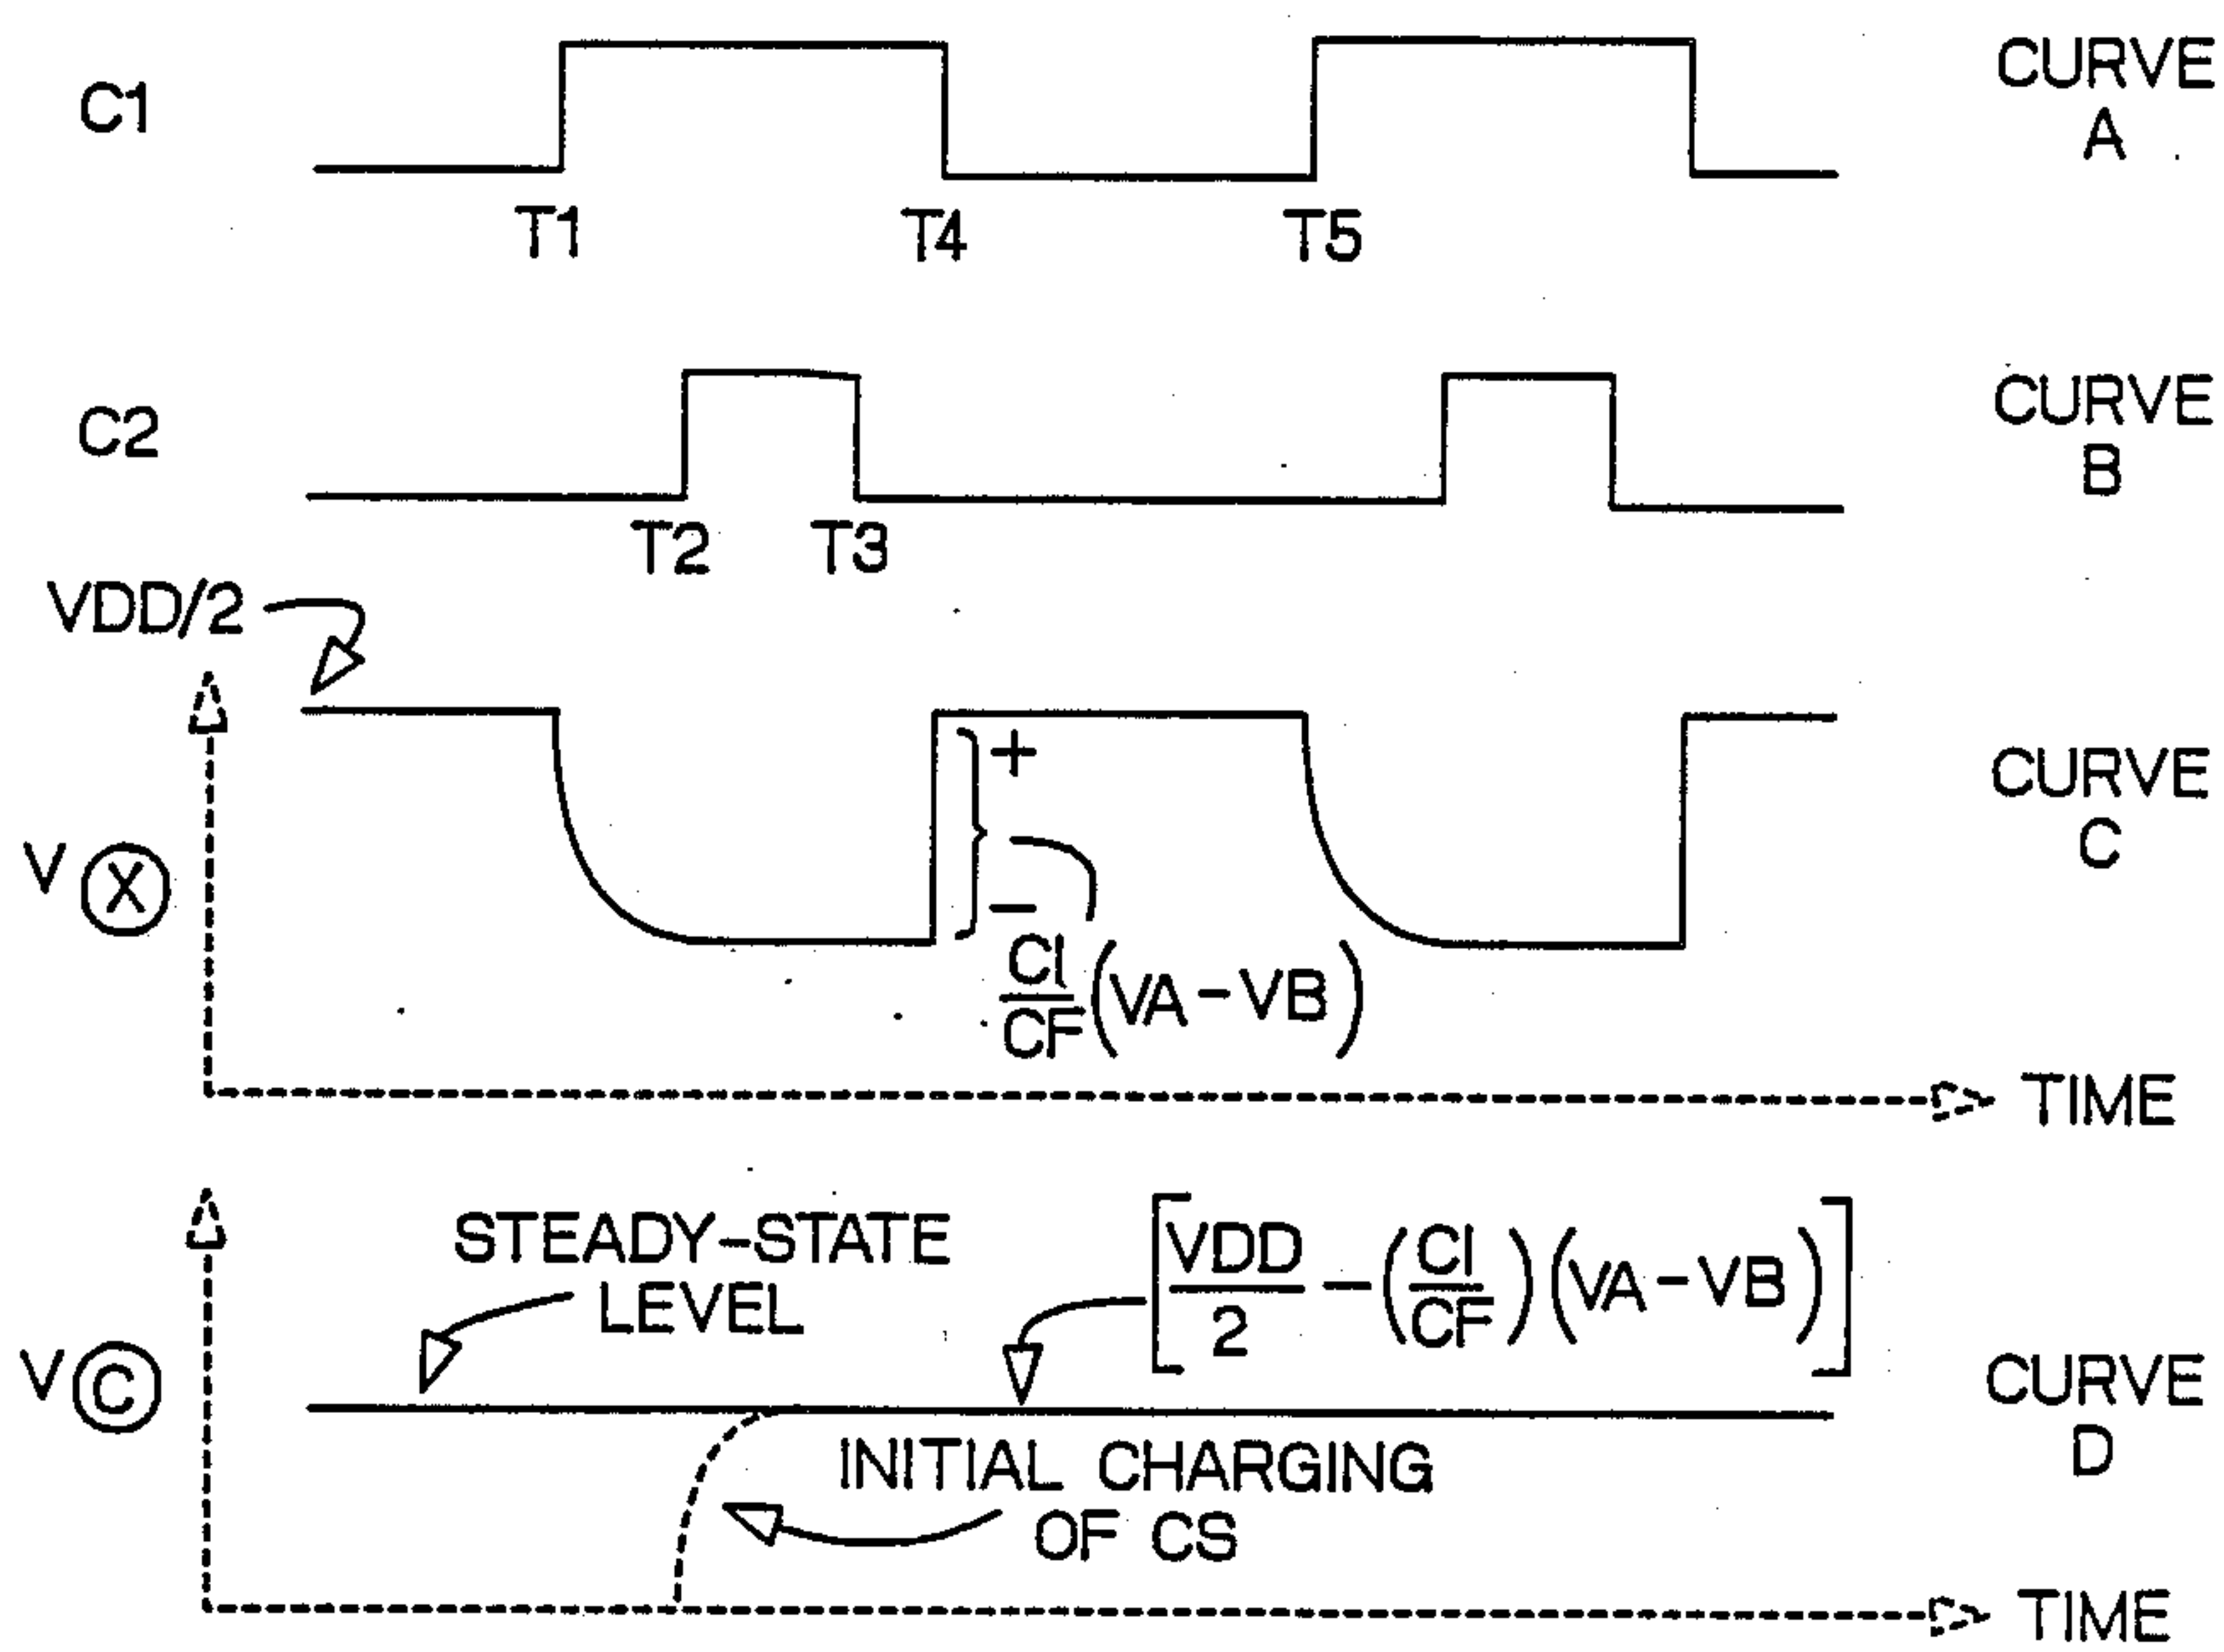 C1
CURVE
A
T1 T4 T5
C2
CURVE
B
T2 T3
VDD/2
V X
+
−
CI
CF
(VA − VB)
CURVE
C
TIME
STEADY-STATE
LEVEL
[VDD
2
− (CI
CF) (VA − VB)]
V C
CURVE
D
INITIAL CHARGING
OF CS
TIME